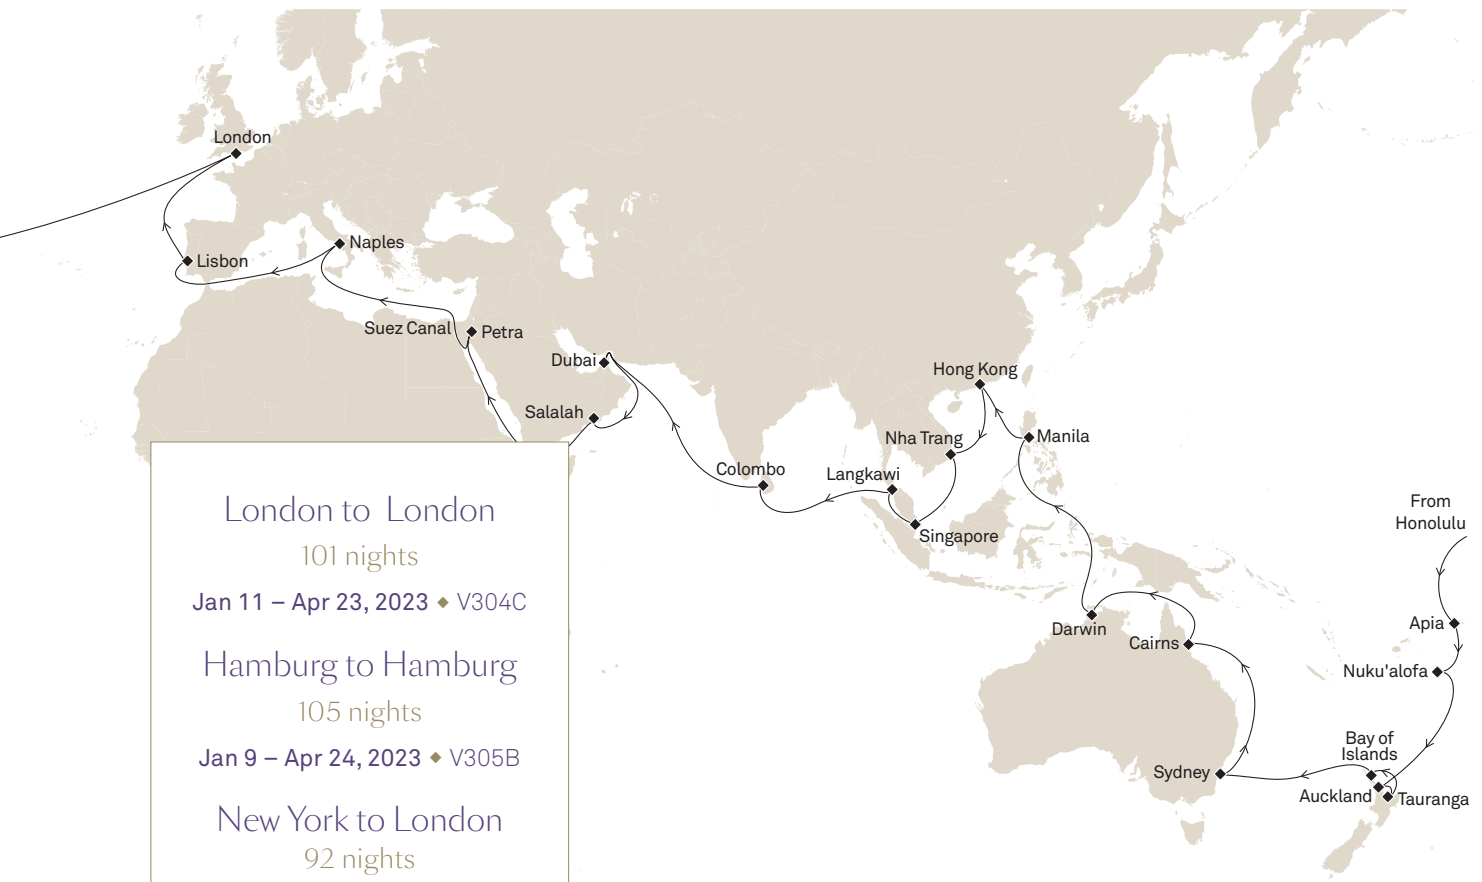 London
Naples
Lisbon
Suez Canal
Petra
Dubai
Salalah
Hong Kong
Nha Trang
Manila
Colombo
Langkawi
Singapore
From
Honolulu
Apia
Darwin
Cairns
Nuku'alofa
Bay of
Islands
Sydney
Auckland
Tauranga
London to London
101 nights
Jan 11 – Apr 23, 2023 ◆ V304C
Hamburg to Hamburg
105 nights
Jan 9 – Apr 24, 2023 ◆ V305B
New York to London
92 nights